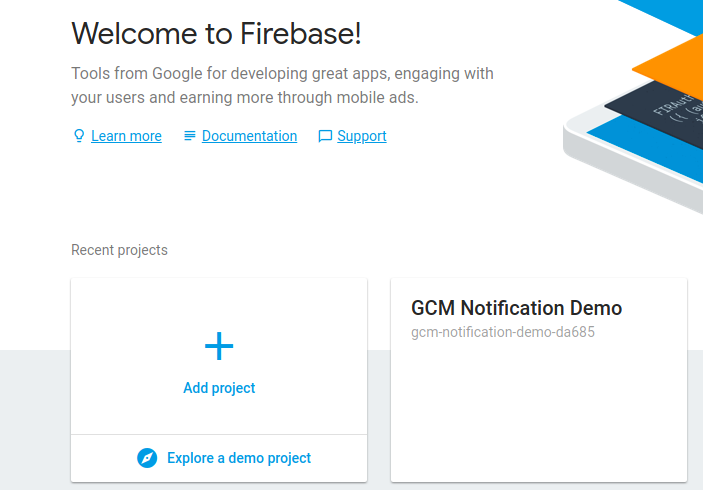 Welcome to Firebase!
Tools from Google for developing great apps, engaging with
your users and earning more through mobile ads.
Learn more Documentation Support
Recent projects
Add project
Explore a demo project
GCM Notification Demo
gcm-notification-demo-da685